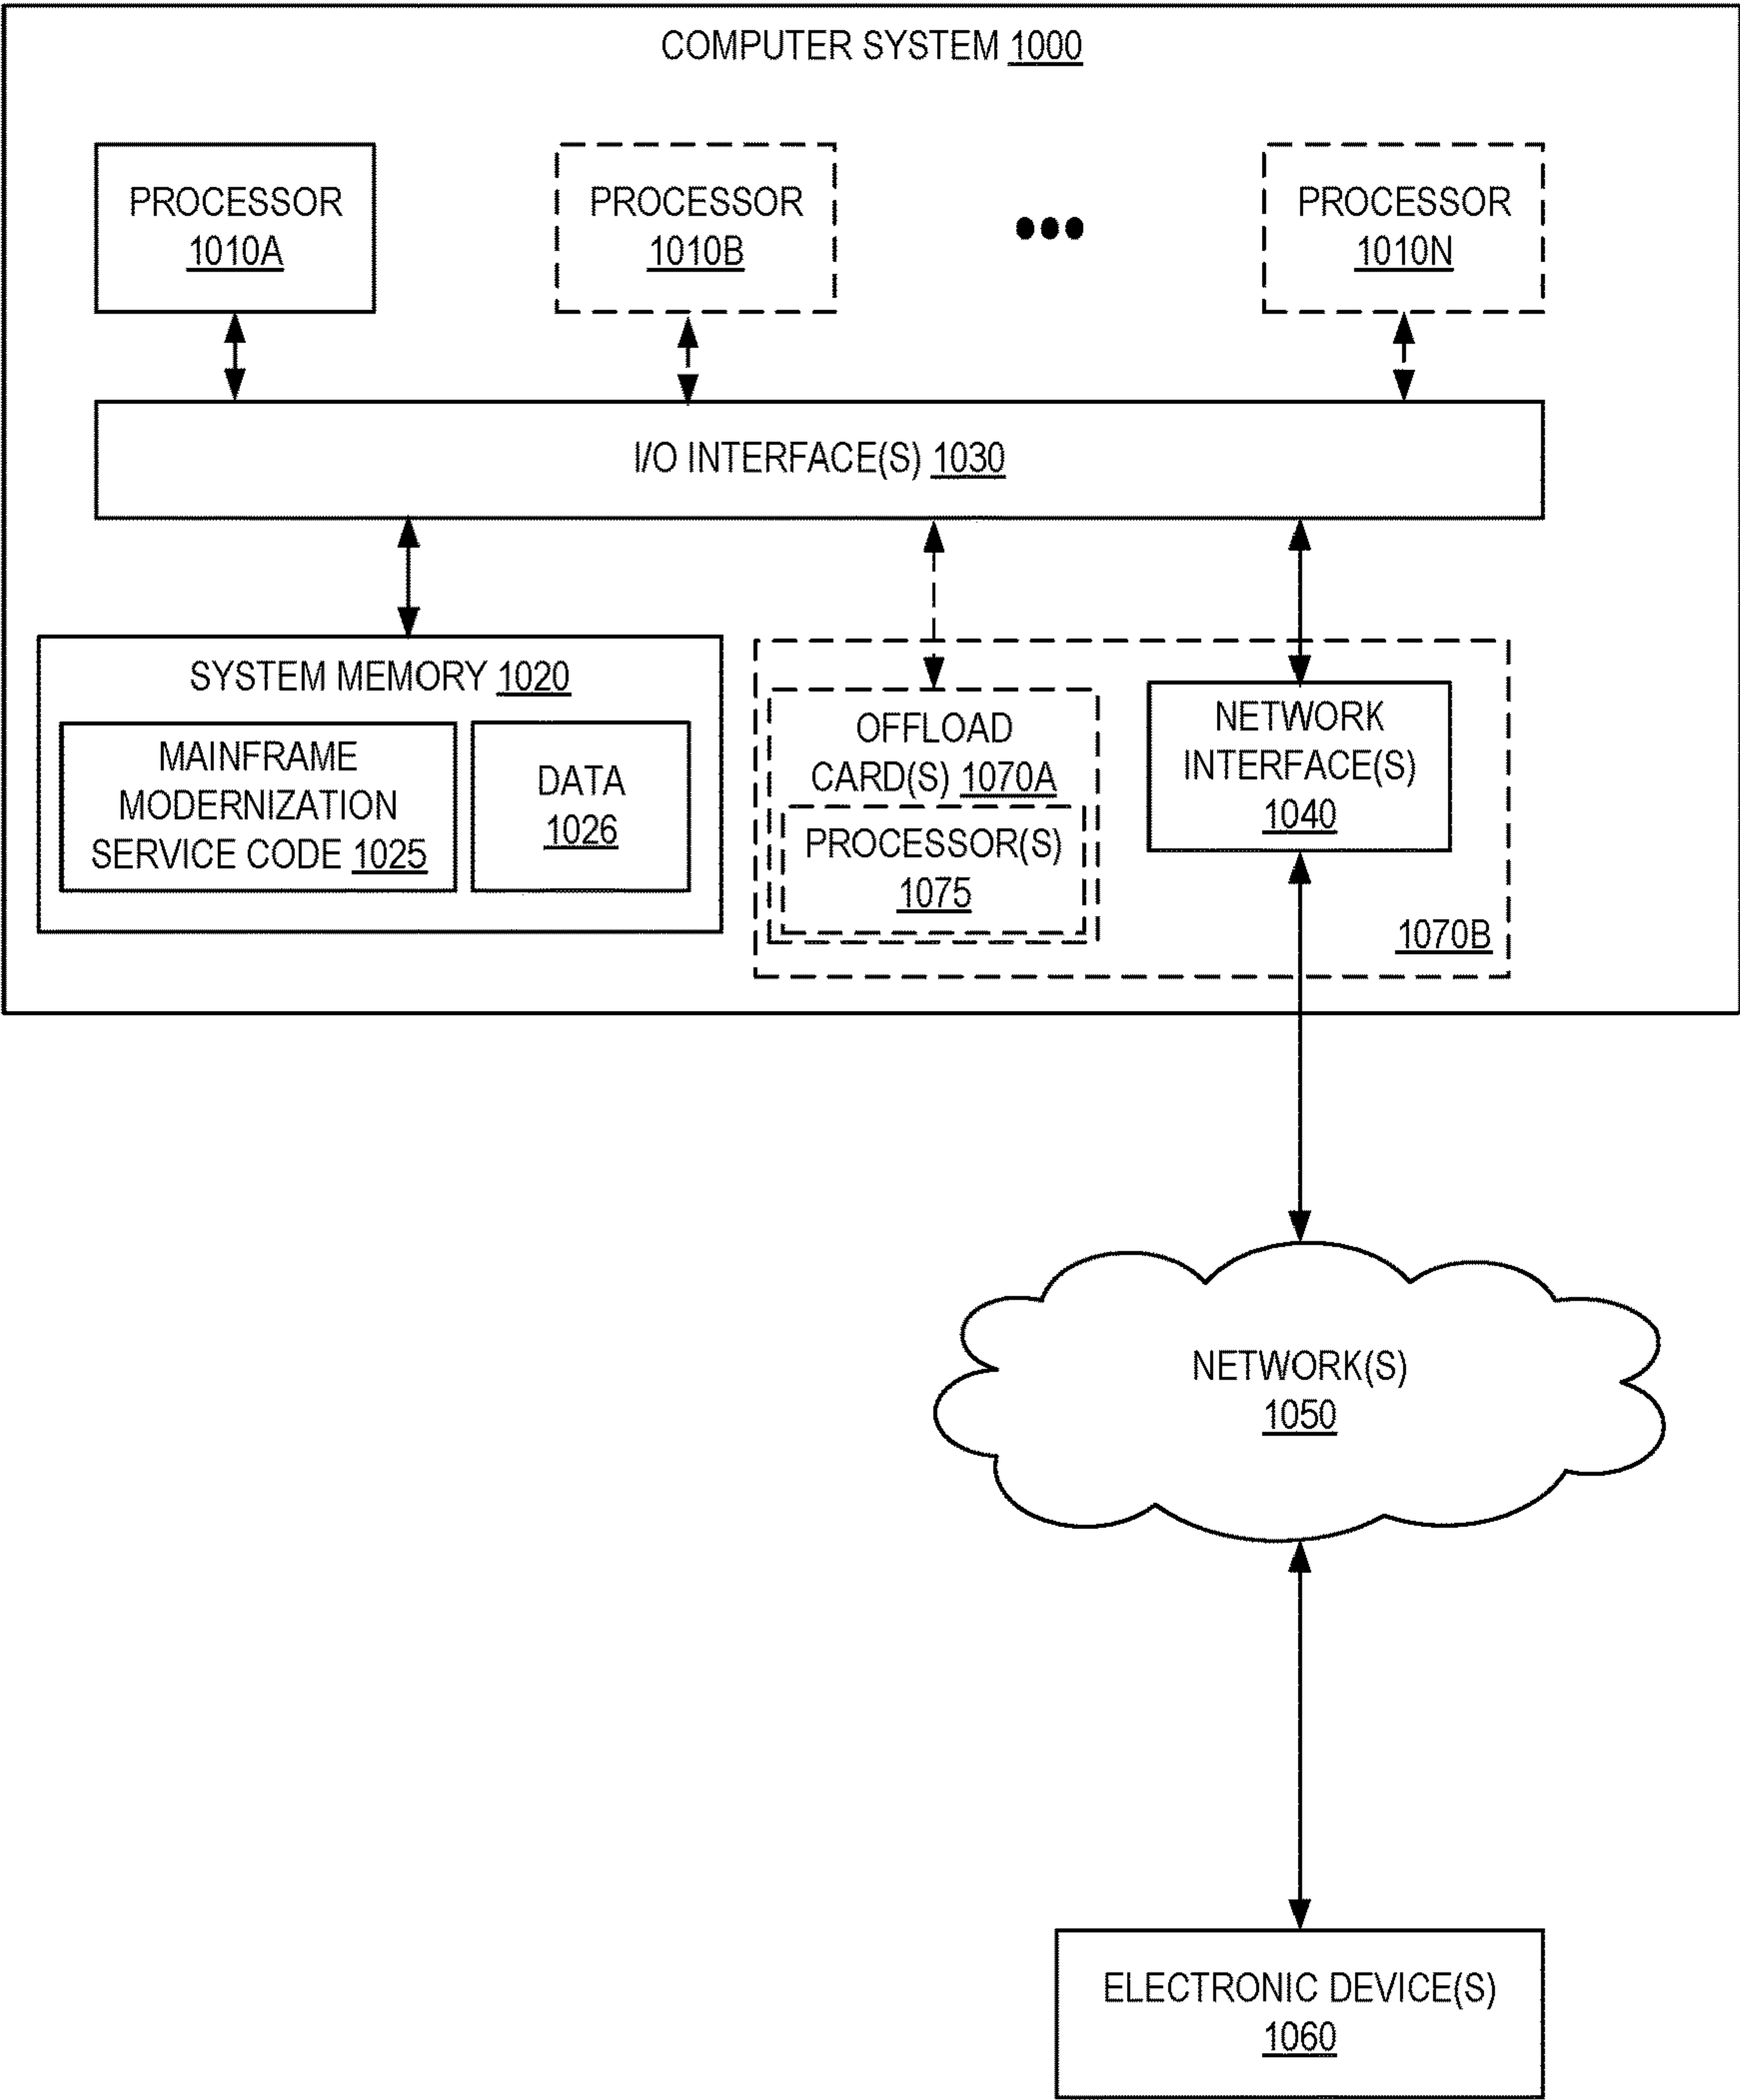 COMPUTER SYSTEM 1000
PROCESSOR
1010A
PROCESSOR
1010B
PROCESSOR
1010N
I/O INTERFACE(S) 1030
SYSTEM MEMORY 1020
MAINFRAME
MODERNIZATION
SERVICE CODE 1025
DATA
1026
OFFLOAD
CARD(S) 1070A
PROCESSOR(S)
1075
NETWORK
INTERFACE(S)
1040
1070B
NETWORK(S)
1050
ELECTRONIC DEVICE(S)
1060